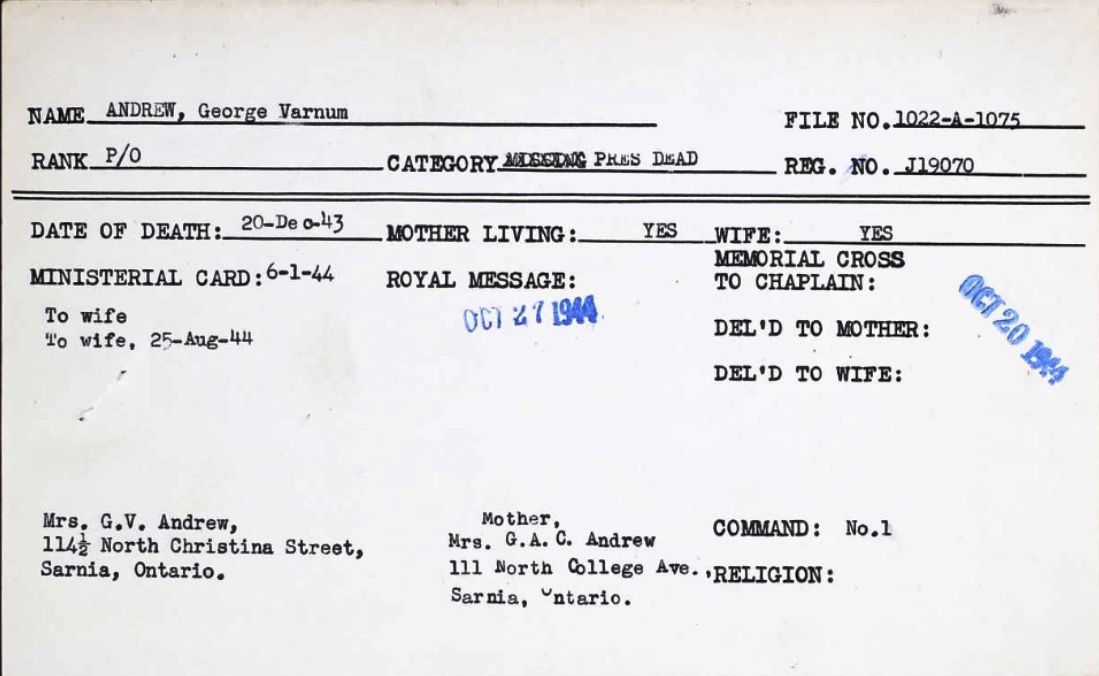 NAME ANDREW, George Varnum
FILE NO. 1022-A-1075
RANK P/O CATEGORY MISSING PRES DEAD REG. NO. J19070
DATE OF DEATH: 20-Dec-43 MOTHER LIVING: YES WIFE: YES
MINISTERIAL CARD: 6-1-44 ROYAL MESSAGE: MEMORIAL CROSS
TO CHAPLAIN:
OCT 20 1944
To wife
OCT 27 1944
To wife, 25-Aug-44
DEL'D TO MOTHER:
DEL'D TO WIFE:
Mrs. G.V. Andrew,
114½ North Christina Street,
Sarnia, Ontario.
Mother,
Mrs. G.A.C. Andrew
111 North College Ave.,
Sarnia, Ontario.
COMMAND: No.1
RELIGION: